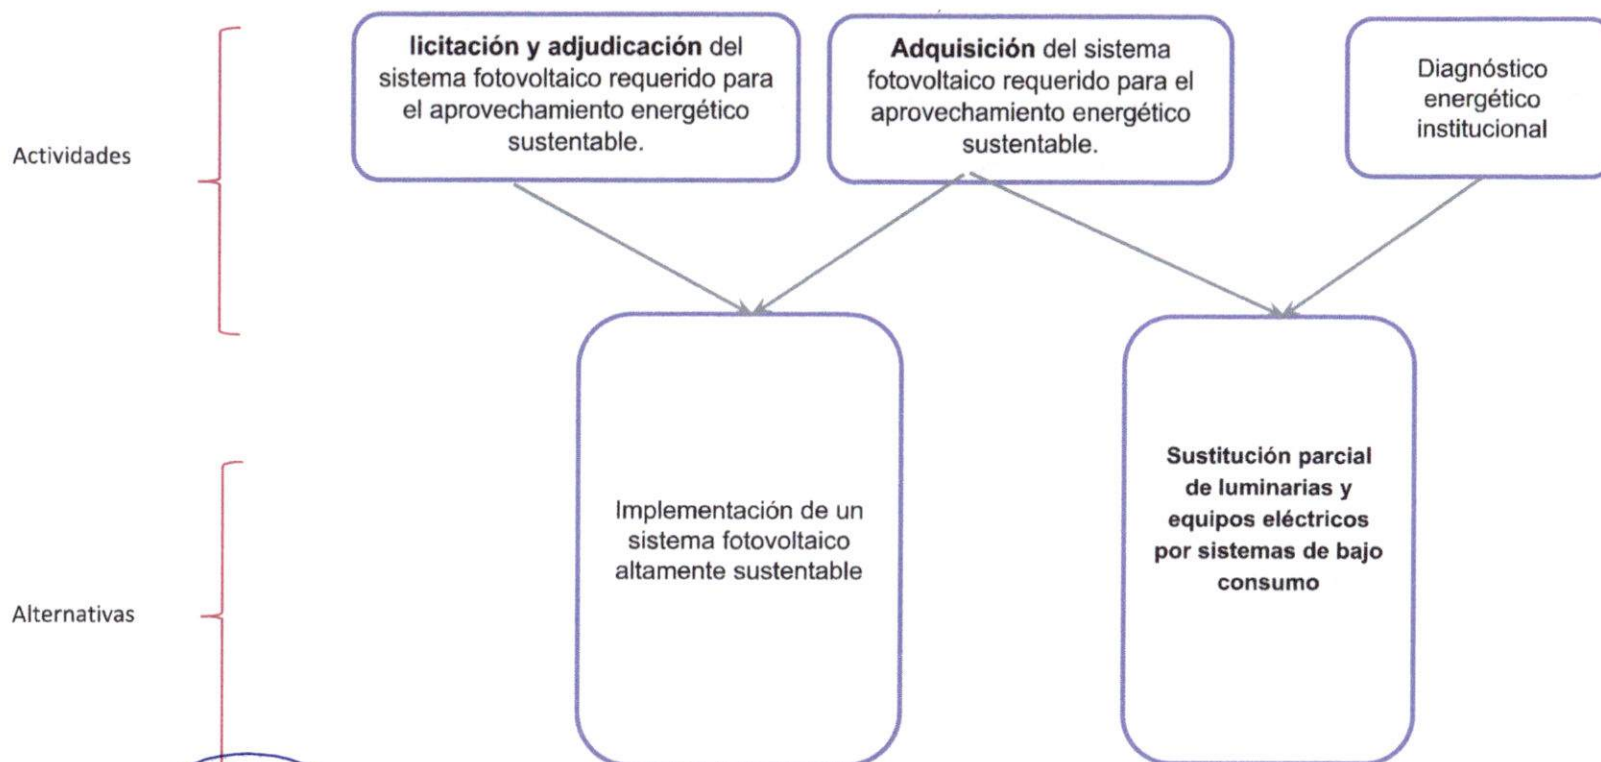 licitación y adjudicación del
sistema fotovoltaico requerido para
el aprovechamiento energético
sustentable.
Adquisición del sistema
fotovoltaico requerido para el
aprovechamiento energético
sustentable.
Diagnóstico
energético
institucional
Actividades
Alternativas
Implementación de un
sistema fotovoltaico
altamente sustentable
Sustitución parcial
de luminarias y
equipos eléctricos
por sistemas de bajo
consumo